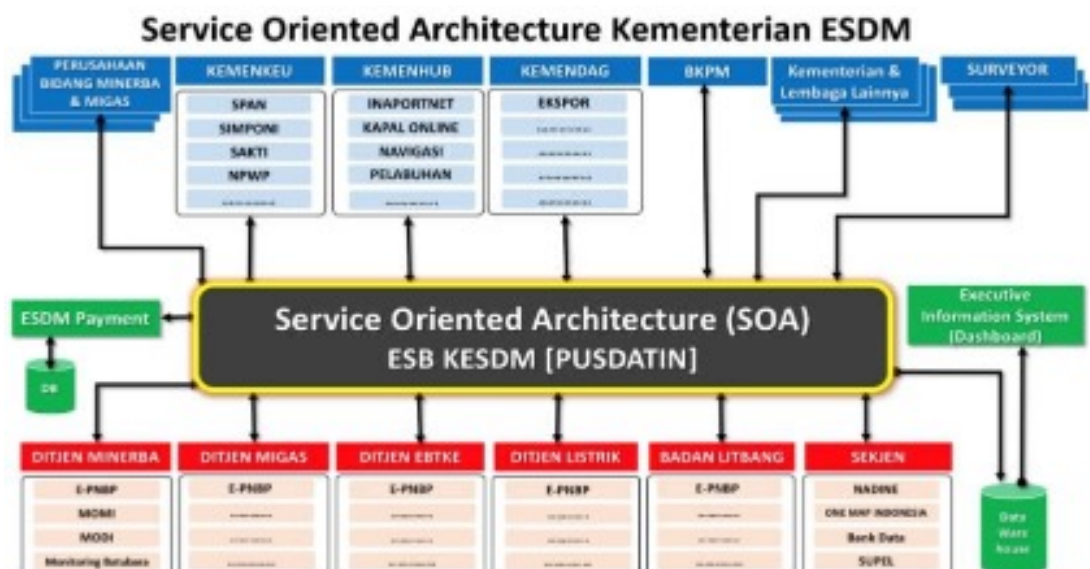 Service Oriented Architecture Kementerian ESDM
PERUSAHAAN
BIDANG MINERBA
& MIGAS
KEMENKEU
SPAN
SIMPONI
SAKTI
NPWP
KEMENHUB
INAPORTNET
KAPAL ONLINE
NAVIGASI
PELABUHAN
KEMENDAG
EKSPOR
BKPM
Kementerian &
Lembaga Lainnya
SURVEYOR
ESDM Payment
DB
Service Oriented Architecture (SOA)
ESB KESDM [PUSDATIN]
Executive
Information System
(Dashboard)
DITJEN MINERBA
E-PNBP
MOMI
MODI
Monitoring Batubara
DITJEN MIGAS
E-PNBP
DITJEN EBTKE
E-PNBP
DITJEN LISTRIK
E-PNBP
BADAN LITBANG
E-PNBP
SEKJEN
NADINE
ONE MAP INDONESIA
Bank Data
SUPEL
Data
Ware
house